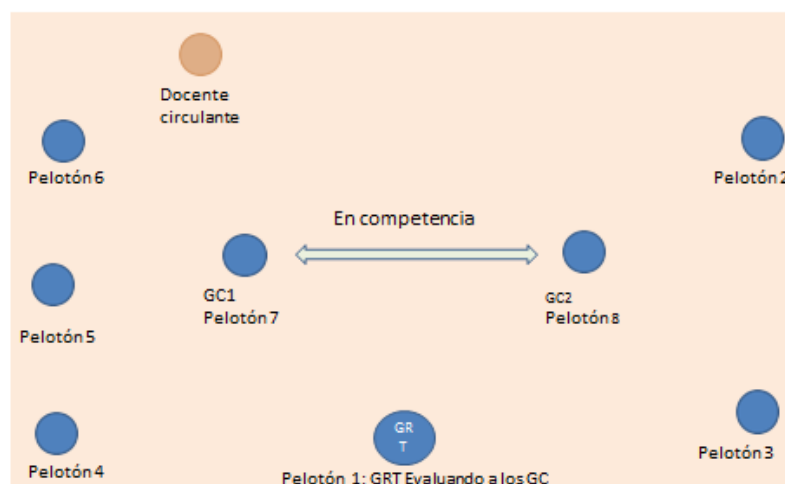 Docente
circulante
Pelotón 6
Pelotón 2
En competencia
GC1
Pelotón 7
GC2
Pelotón 8
Pelotón 5
GR
T
Pelotón 4
Pelotón 3
Pelotón 1: GRT Evaluando a los GC